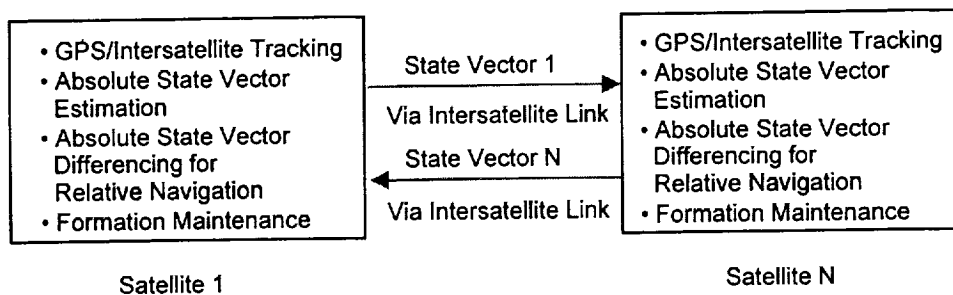 • GPS/Intersatellite Tracking
• Absolute State Vector
Estimation
• Absolute State Vector
Differencing for
Relative Navigation
• Formation Maintenance
Satellite 1
State Vector 1
Via Intersatellite Link
State Vector N
Via Intersatellite Link
• GPS/Intersatellite Tracking
• Absolute State Vector
Estimation
• Absolute State Vector
Differencing for
Relative Navigation
• Formation Maintenance
Satellite N